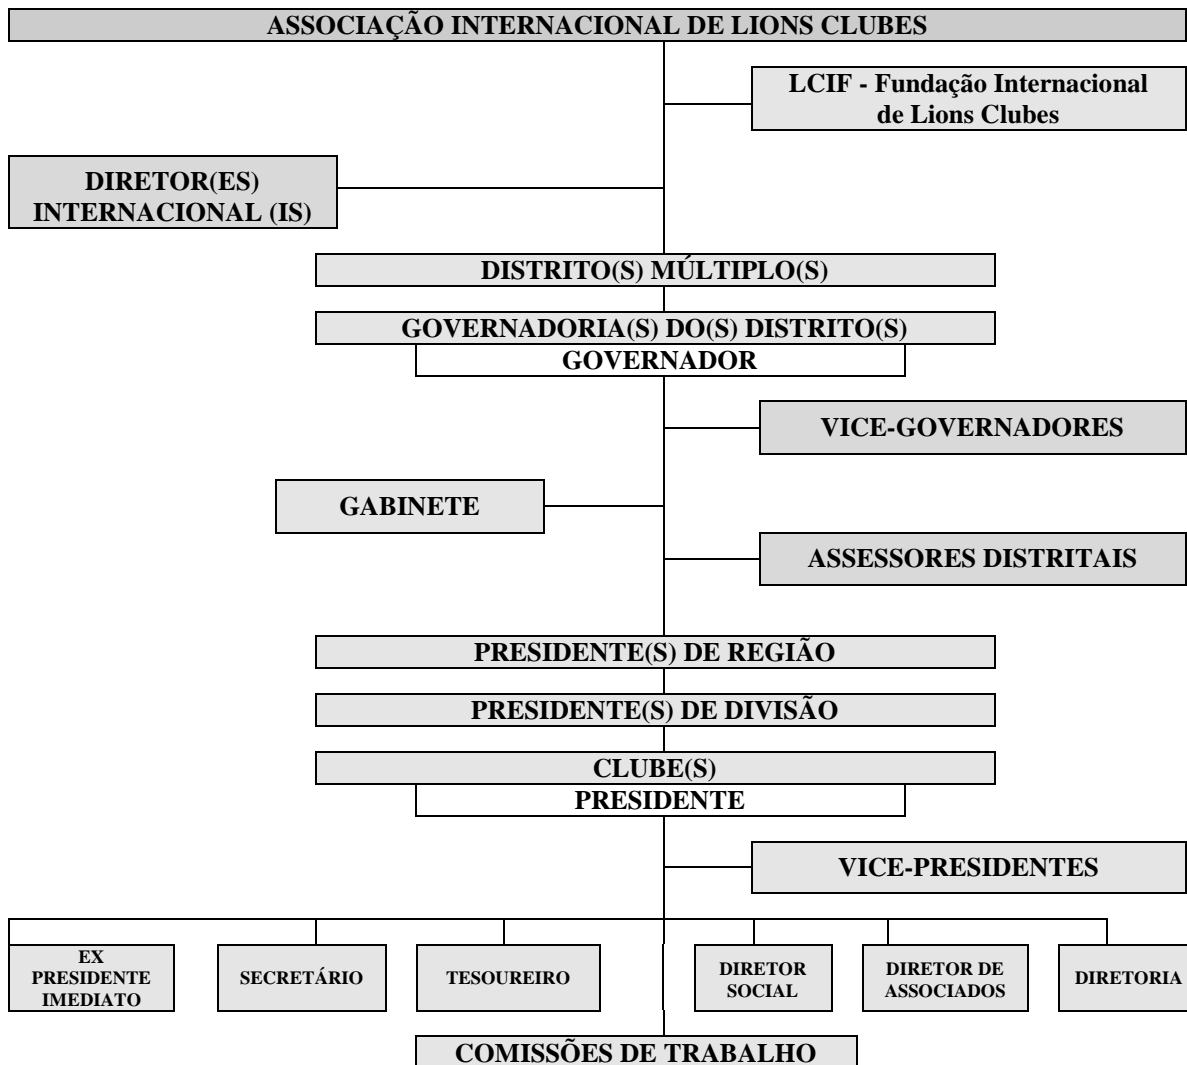 ASSOCIAÇÃO INTERNACIONAL DE LIONS CLUBES
LCIF - Fundação Internacional
de Lions Clubes
DIRETOR(ES)
INTERNACIONAL (IS)
DISTRITO(S) MÚLTIPLO(S)
GOVERNADORIA(S) DO(S) DISTRITO(S)
GOVERNADOR
VICE-GOVERNADORES
GABINETE
ASSESSORES DISTRITAIS
PRESIDENTE(S) DE REGIÃO
PRESIDENTE(S) DE DIVISÃO
CLUBE(S)
PRESIDENTE
VICE-PRESIDENTES
EX
PRESIDENTE
IMEDIATO
SECRETÁRIO
TESOUREIRO
DIRETOR
SOCIAL
DIRETOR DE
ASSOCIADOS
DIRETORIA
COMISSÕES DE TRABALHO